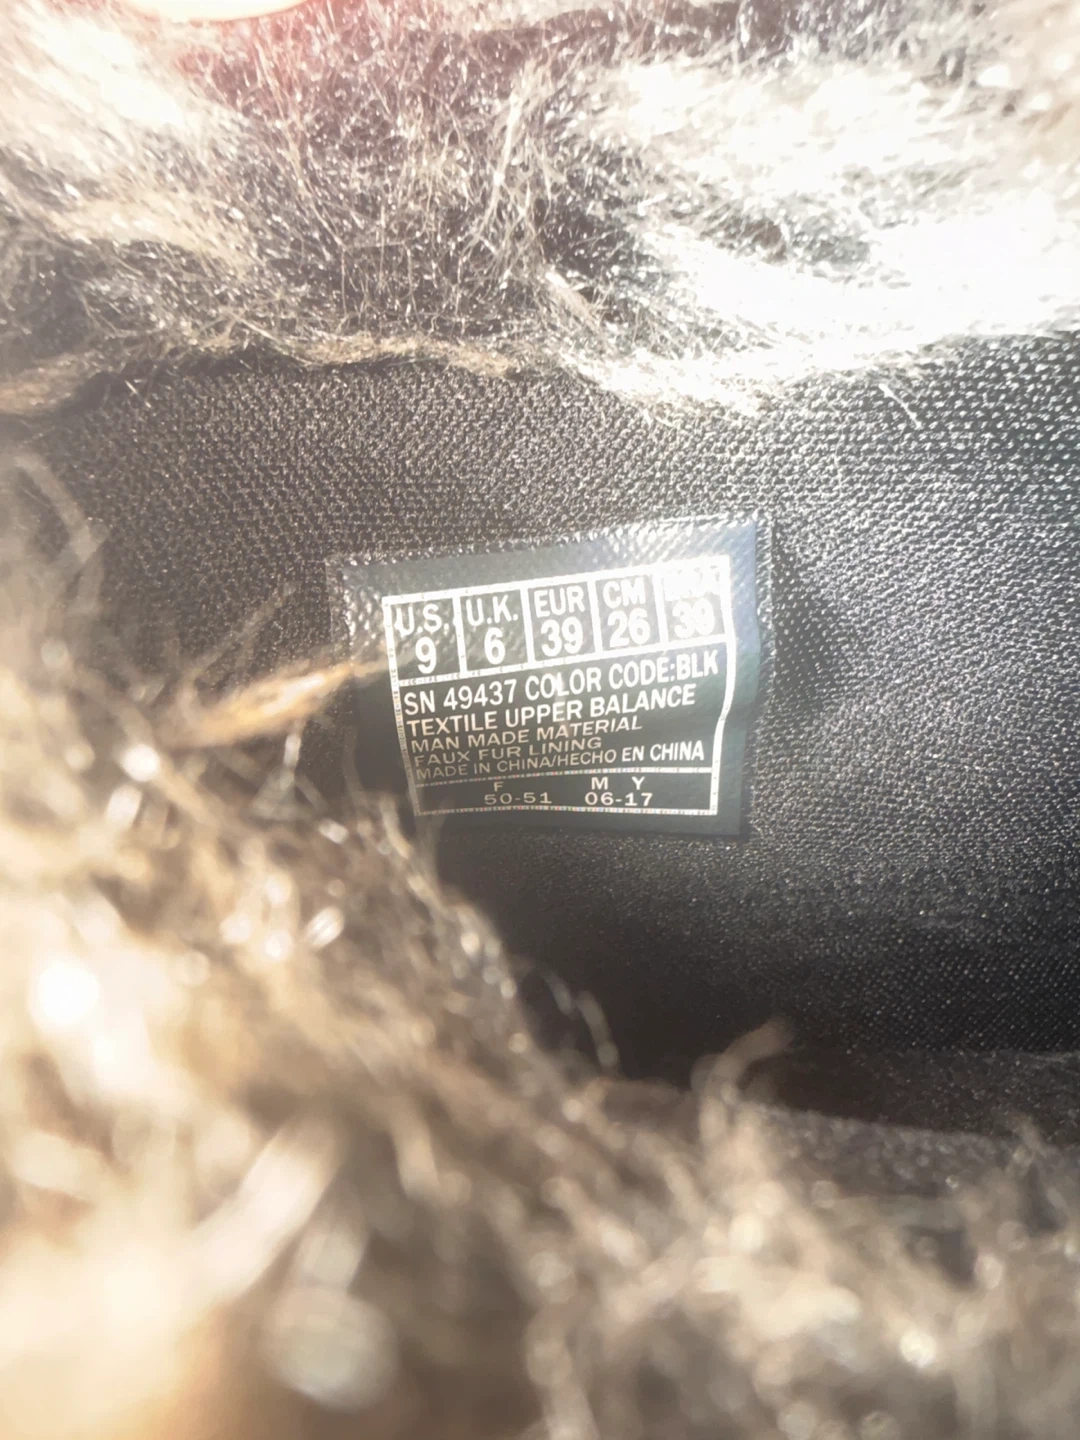 U.S. U.K. EUR CM
9 6 39 26 39
SN 49437 COLOR CODE:BLK
TEXTILE UPPER BALANCE
MAN MADE MATERIAL
FAUX FUR LINING
MADE IN CHINA/HECHO EN CHINA
F M Y
50-51 06-17